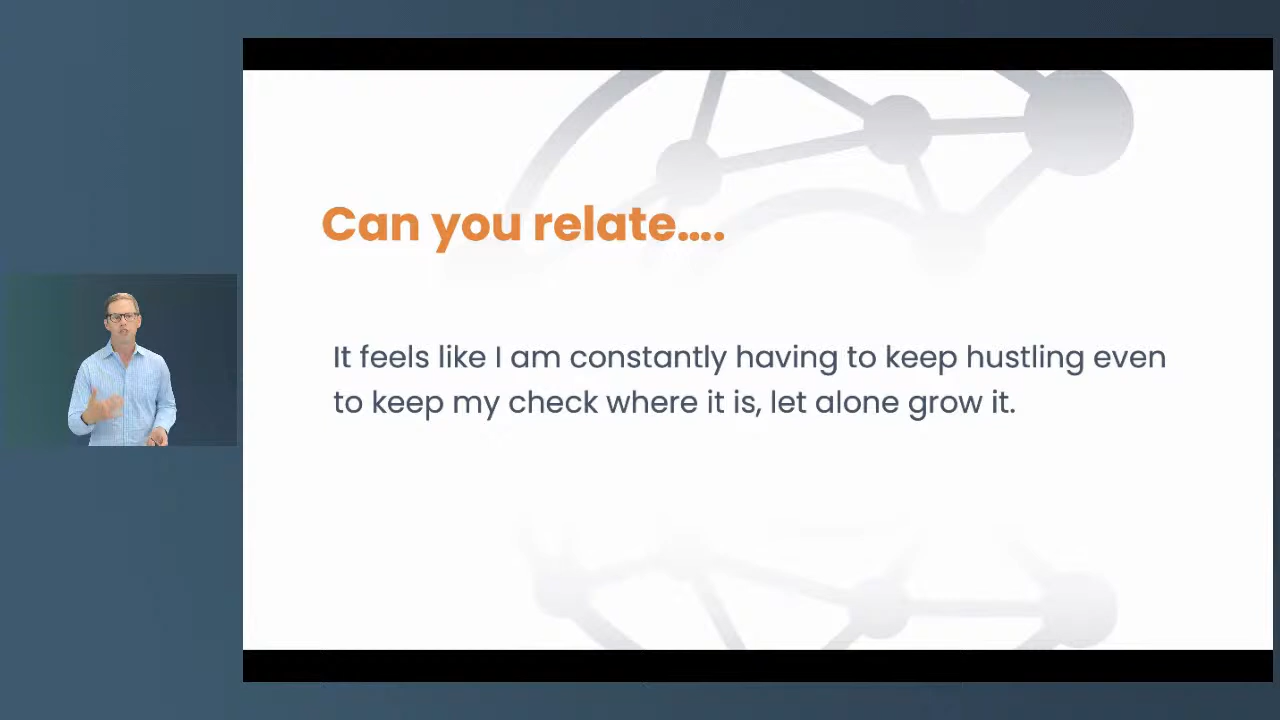 Can you relate....
It feels like I am constantly having to keep hustling even
to keep my check where it is, let alone grow it.